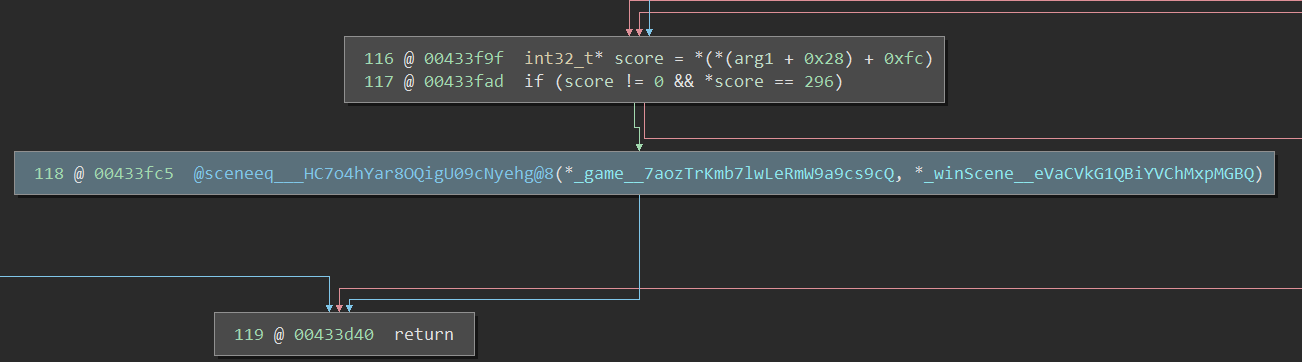 116 @ 00433f9f  int32_t* score = *(*(arg1 + 0x28) + 0xfc)
117 @ 00433fad  if (score != 0 && *score == 296)
118 @ 00433fc5  @sceneeq___HC7o4hYar8OQigU09cNyehg@8(*_game__7aozTrKmb7lwLeRmW9a9cs9cQ, *_winScene__eVaCVkG1QBiYVChMxpMGBQ)
119 @ 00433d40  return